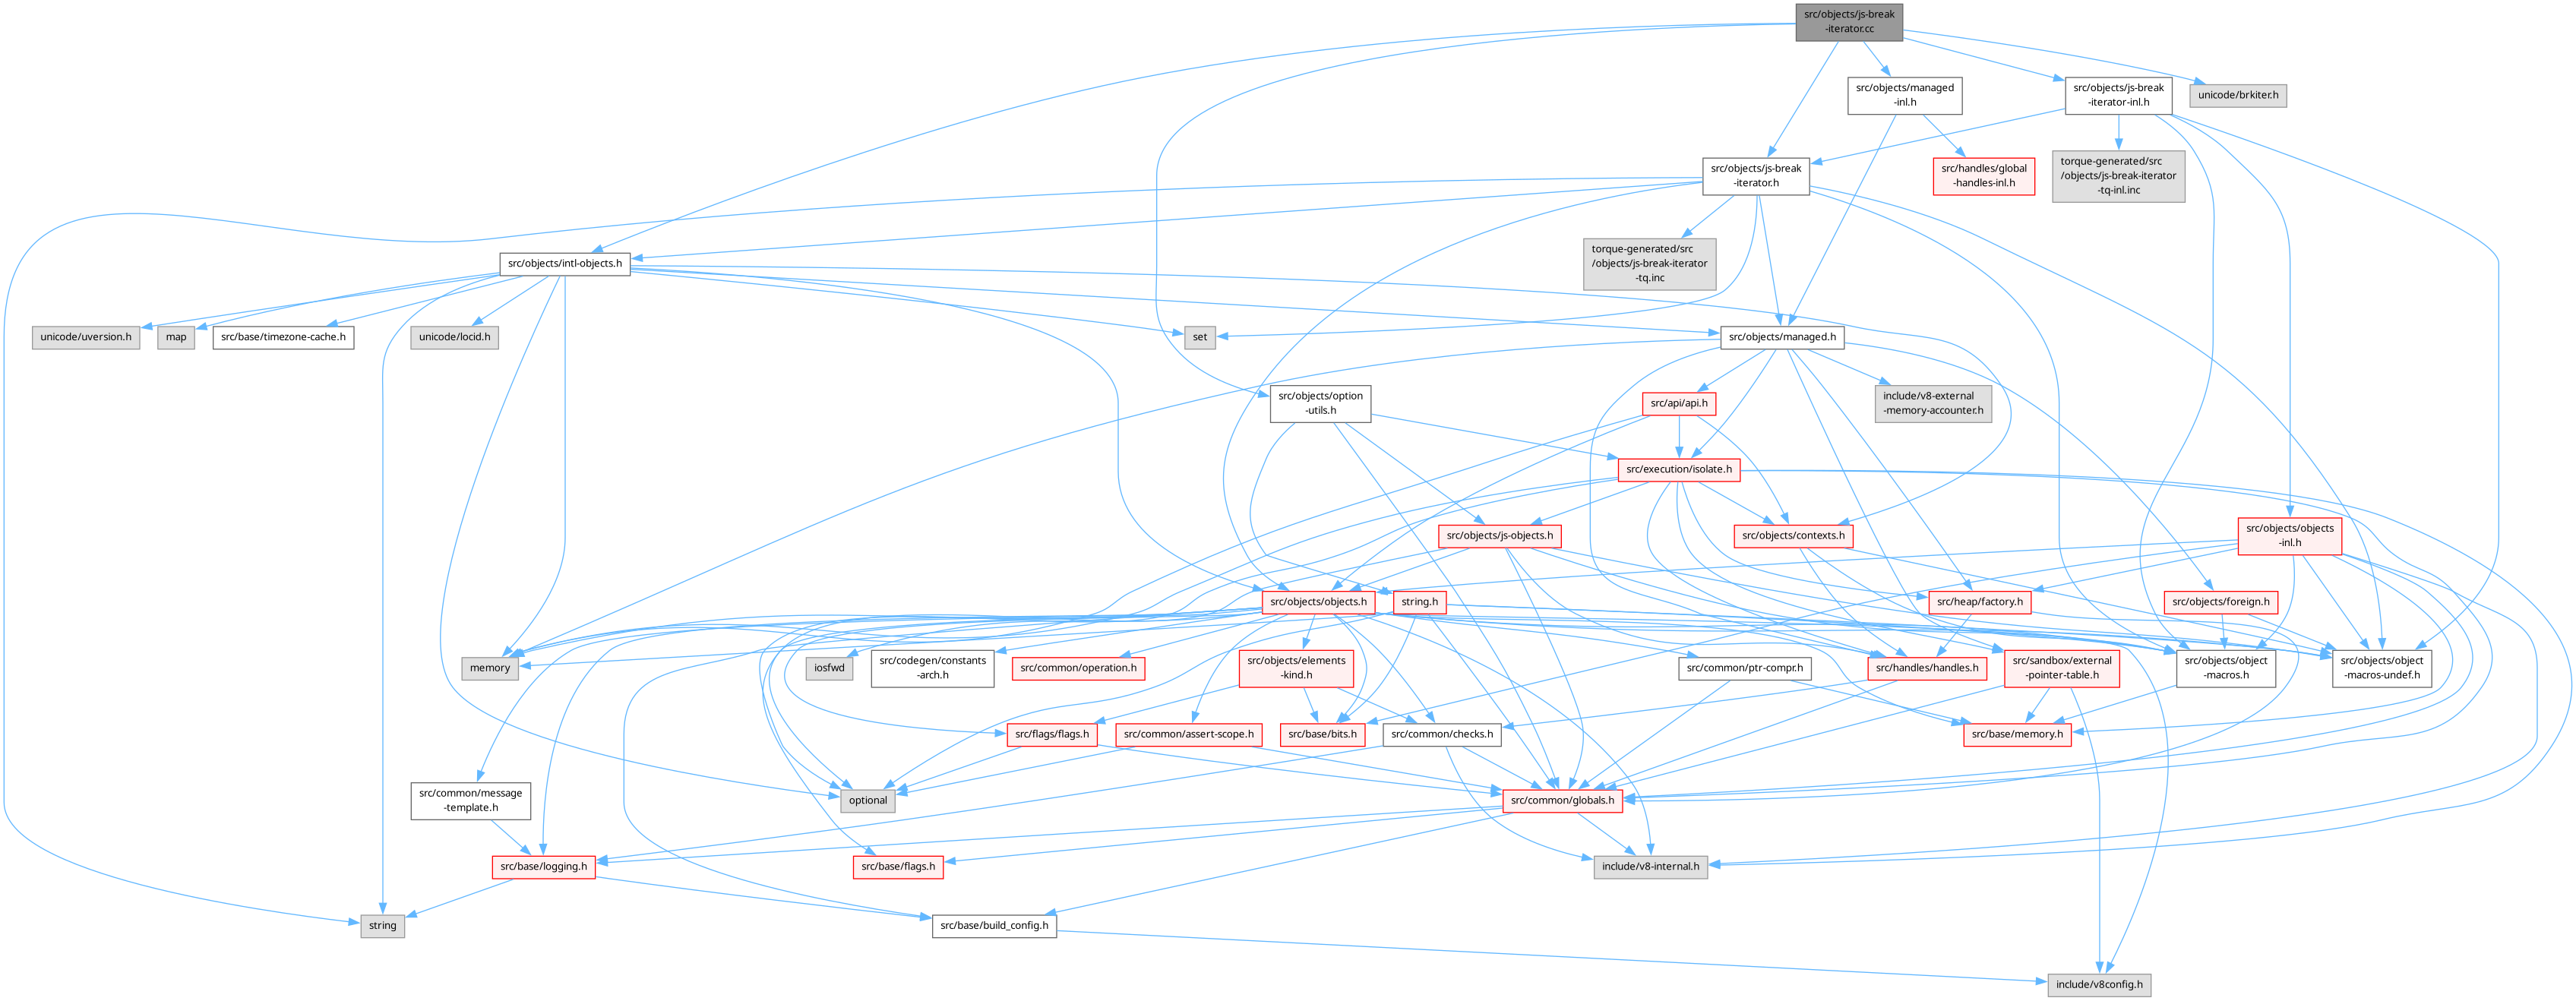 src/objects/js-break
-iterator.cc
src/objects/managed
-inl.h
src/objects/js-break
-iterator-inl.h
unicode/brkiter.h
src/objects/js-break
-iterator.h
src/handles/global
-handles-inl.h
torque-generated/src
/objects/js-break-iterator
-tq-inl.inc
src/objects/intl-objects.h
torque-generated/src
/objects/js-break-iterator
-tq.inc
unicode/uversion.h
map
src/base/timezone-cache.h
unicode/locid.h
set
src/objects/managed.h
src/objects/option
-utils.h
src/api/api.h
include/v8-external
-memory-accounter.h
src/execution/isolate.h
src/objects/js-objects.h
src/objects/contexts.h
src/objects/objects
-inl.h
src/objects/objects.h
string.h
src/heap/factory.h
src/objects/foreign.h
memory
iosfwd
src/codegen/constants
-arch.h
src/common/operation.h
src/objects/elements
-kind.h
src/common/ptr-compr.h
src/handles/handles.h
src/sandbox/external
-pointer-table.h
src/objects/object
-macros.h
src/objects/object
-macros-undef.h
src/flags/flags.h
src/common/assert-scope.h
src/base/bits.h
src/common/checks.h
src/base/memory.h
src/common/message
-template.h
optional
src/common/globals.h
src/base/logging.h
src/base/flags.h
include/v8-internal.h
string
src/base/build_config.h
include/v8config.h